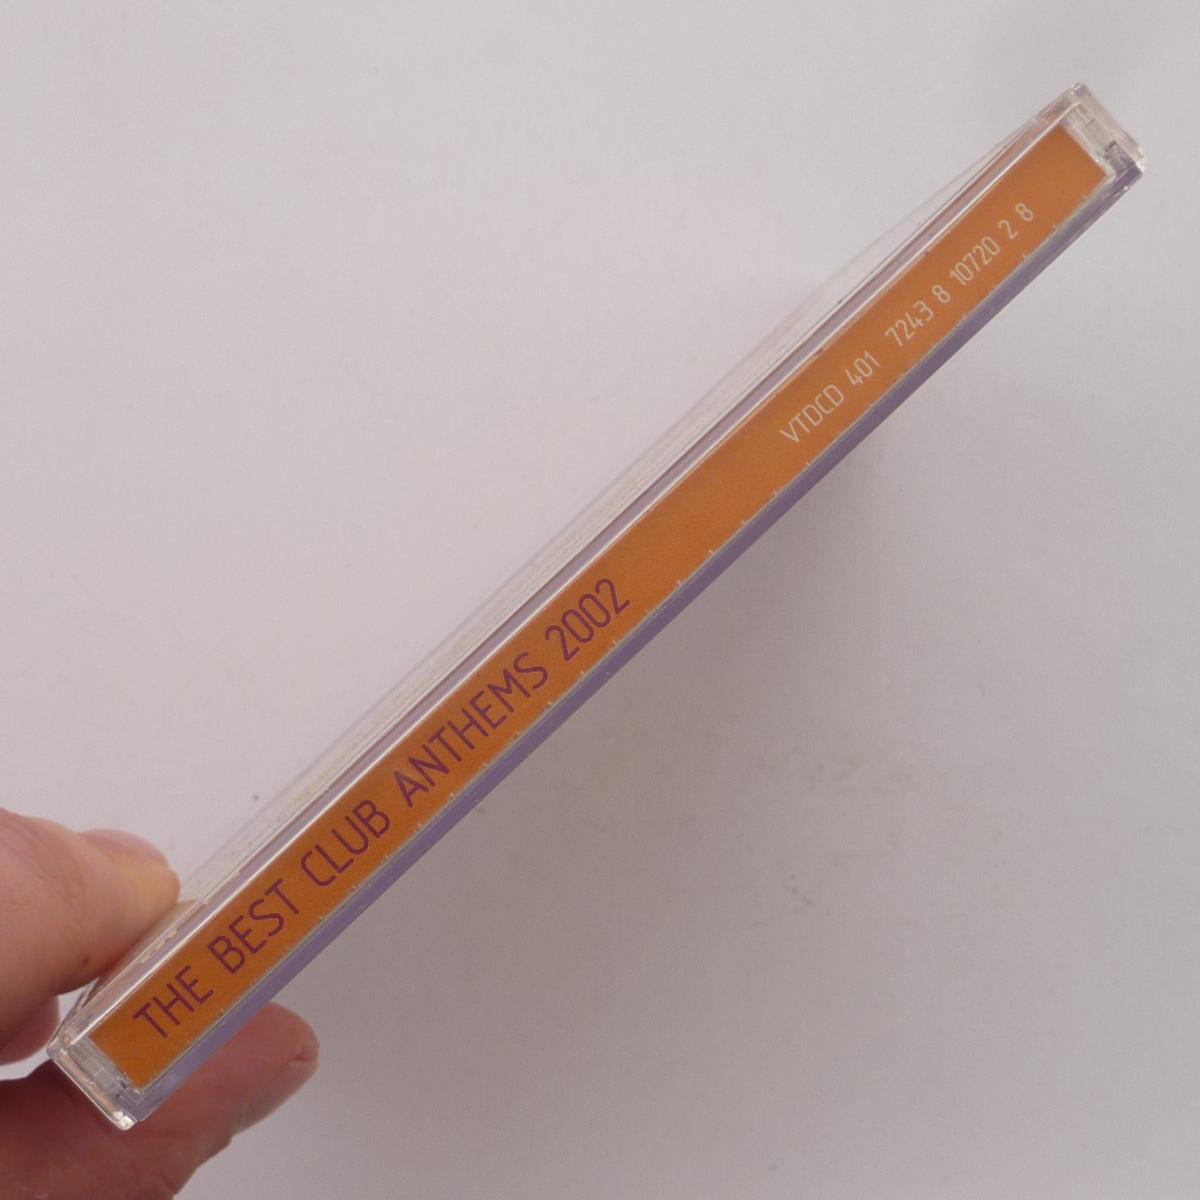 THE BEST CLUB ANTHEMS 2002 VTDCD 401 7243 8 10720 2 8